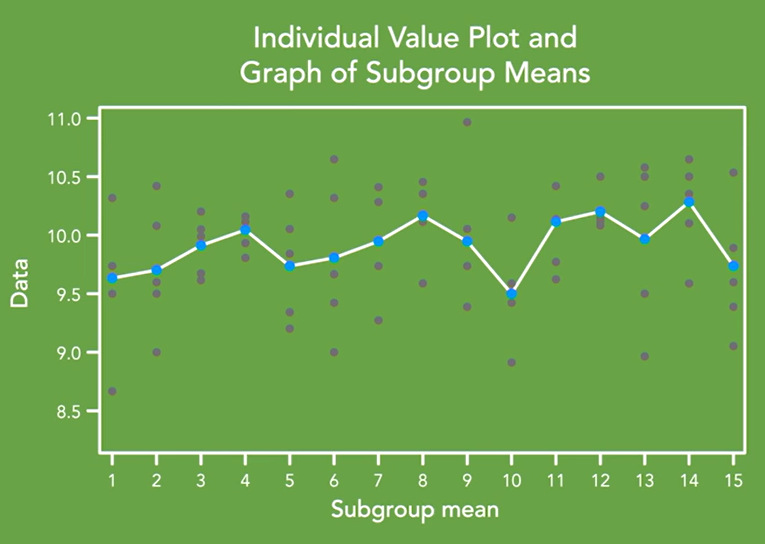 Individual Value Plot and
Graph of Subgroup Means
11.0
10.5
10.0
9.5
9.0
8.5
Data
1 2 3 4 5 6 7 8 9 10 11 12 13 14 15
Subgroup mean